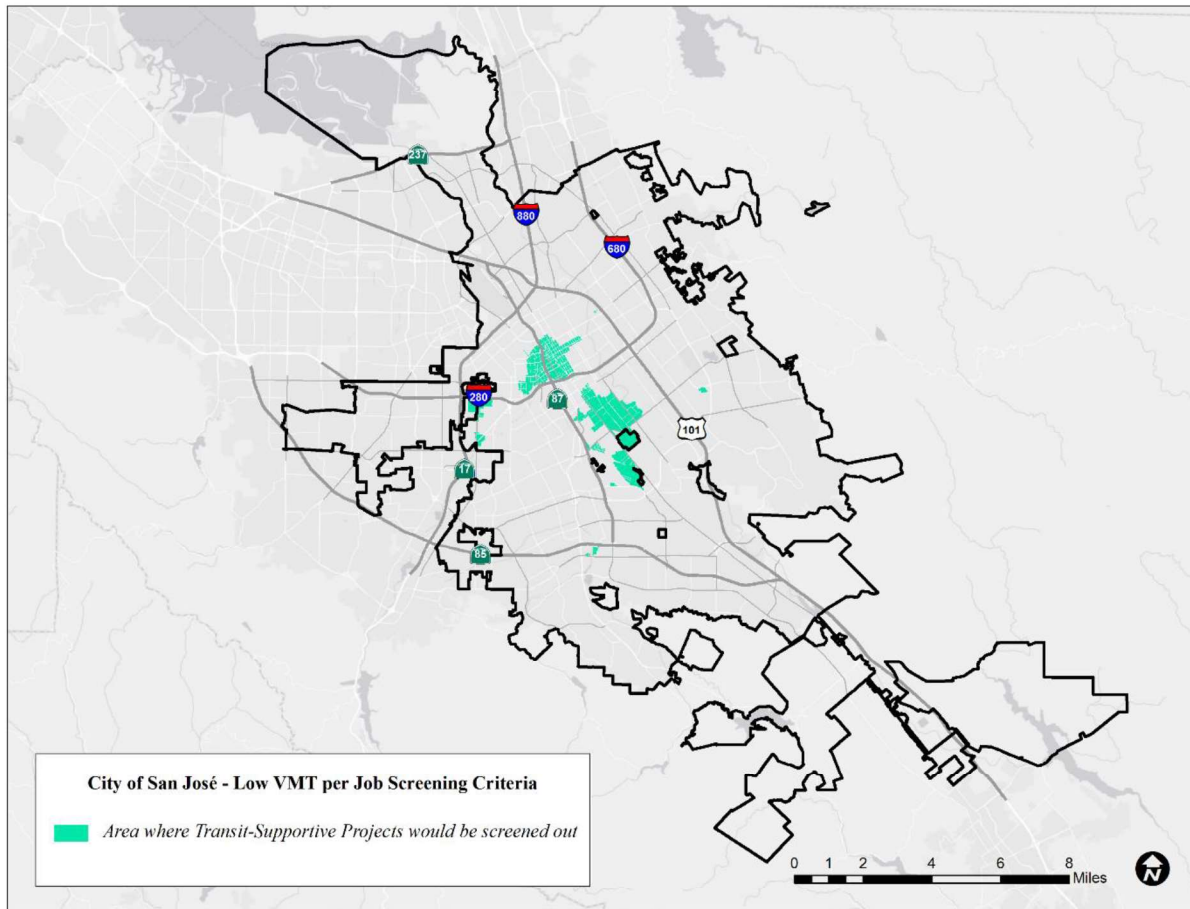 237
880
680
280
87
101
17
85
City of San José - Low VMT per Job Screening Criteria
Area where Transit-Supportive Projects would be screened out
0 1 2 4 6 8
Miles
N